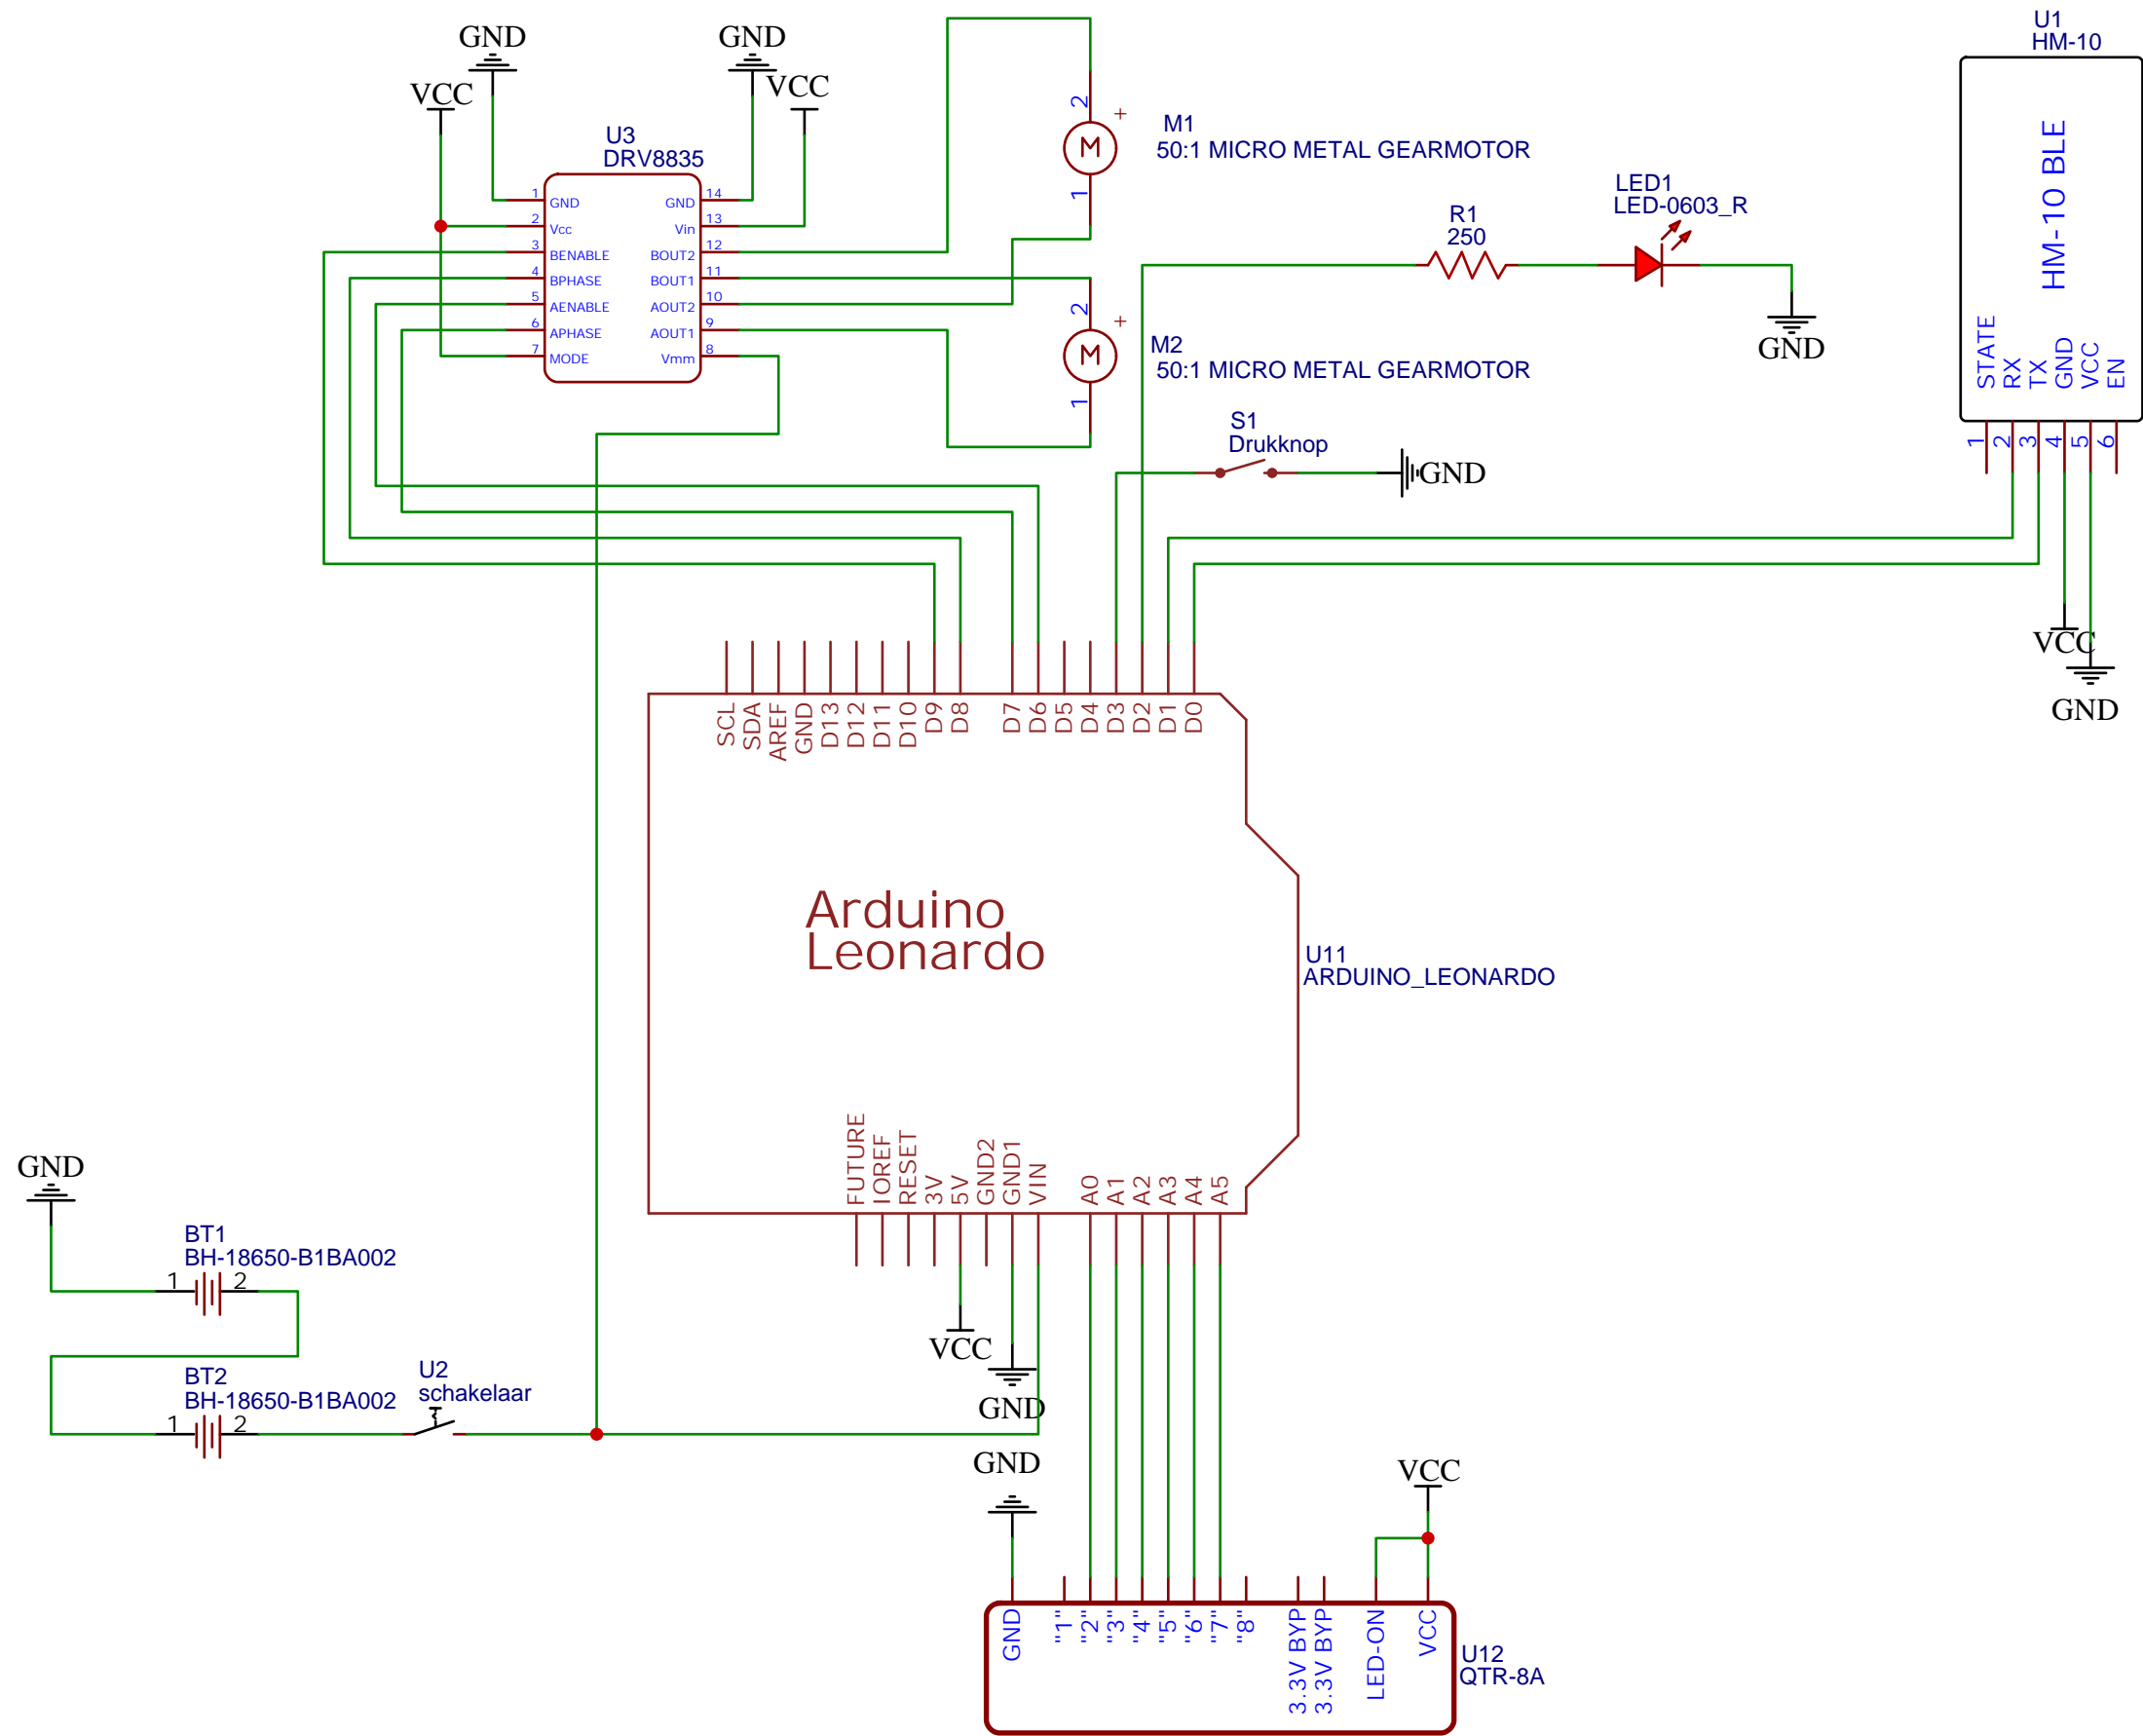 GND
VCC
GND
VCC
U3
DRV8835
1 GND
2 Vcc
3 BENABLE
4 BPHASE
5 AENABLE
6 APHASE
7 MODE
GND 14
Vin 13
BOUT2 12
BOUT1 11
AOUT2 10
AOUT1 9
Vmm 8
2
+
M
1
M1
50:1 MICRO METAL GEARMOTOR
2
+
M
1
M2
50:1 MICRO METAL GEARMOTOR
R1
250
LED1
LED-0603_R
GND
S1
Drukknop
GND
U1
HM-10
HM-10 BLE
STATE
RX
TX
GND
VCC
EN
1
2
3
4
5
6
VCC
GND
SCL
SDA
AREF
GND
D13
D12
D11
D10
D9
D8
D7
D6
D5
D4
D3
D2
D1
D0
Arduino
Leonardo
U11
ARDUINO_LEONARDO
FUTURE
IOREF
RESET
3V
5V
GND2
GND1
VIN
A0
A1
A2
A3
A4
A5
VCC
GND
GND
BT1
BH-18650-B1BA002
1 2
BT2
BH-18650-B1BA002
1 2
U2
schakelaar
GND
VCC
GND
"1"
"2"
"3"
"4"
"5"
"6"
"7"
"8"
3.3V BYP
3.3V BYP
LED-ON
VCC
U12
QTR-8A